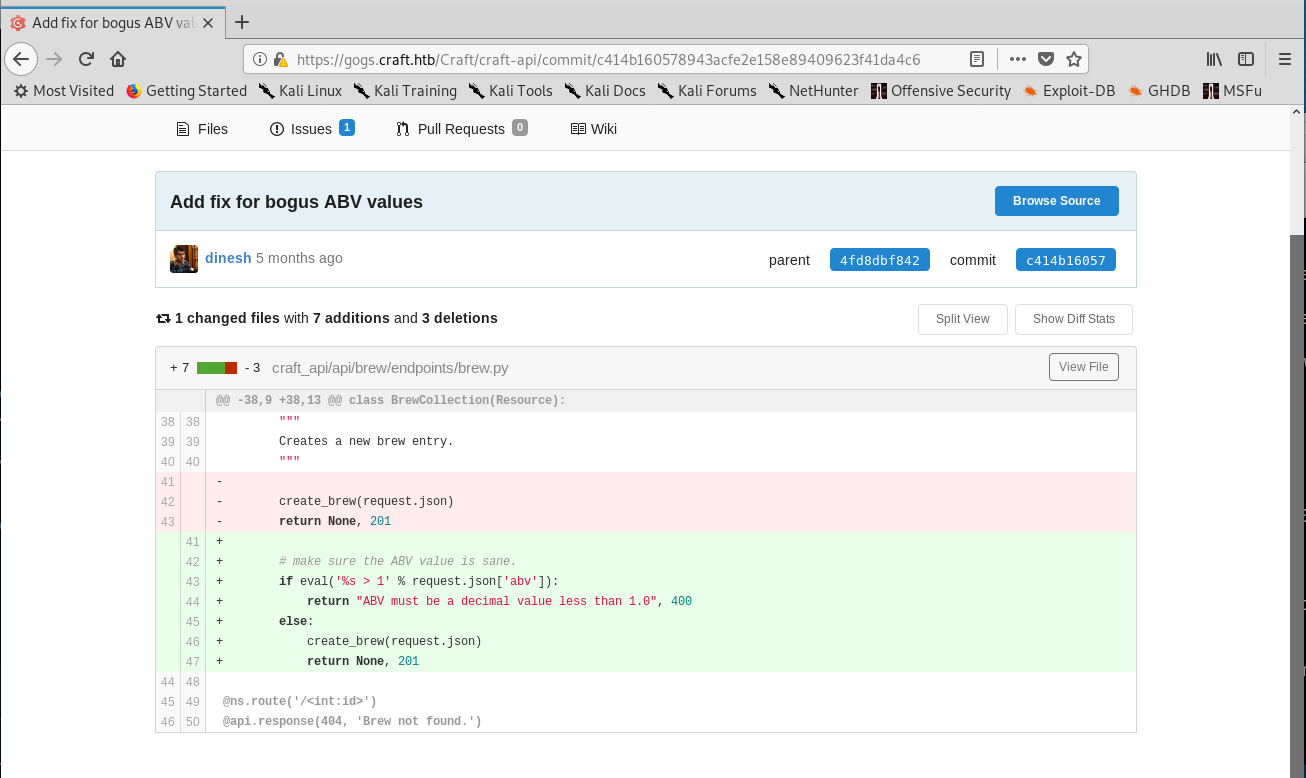 Add fix for bogus ABV val
https://gogs.craft.htb/Craft/craft-api/commit/c414b160578943acfe2e158e89409623f41da4c6
Most Visited Getting Started Kali Linux Kali Training Kali Tools Kali Docs Kali Forums NetHunter Offensive Security Exploit-DB GHDB MSFu
Files Issues 1 Pull Requests 0 Wiki
Add fix for bogus ABV values Browse Source
dinesh 5 months ago parent 4fd8dbf842 commit c414b16057
1 changed files with 7 additions and 3 deletions Split View Show Diff Stats
+ 7 - 3 craft_api/api/brew/endpoints/brew.py View File
@@ -38,9 +38,13 @@ class BrewCollection(Resource):
38 38 """
39 39 Creates a new brew entry.
40 40 """
41 -
42 - create_brew(request.json)
43 - return None, 201
41 +
42 + # make sure the ABV value is sane.
43 + if eval('%s > 1' % request.json['abv']):
44 + return "ABV must be a decimal value less than 1.0", 400
45 + else:
46 + create_brew(request.json)
47 + return None, 201
44 48
45 49 @ns.route('/<int:id>')
46 50 @api.response(404, 'Brew not found.')